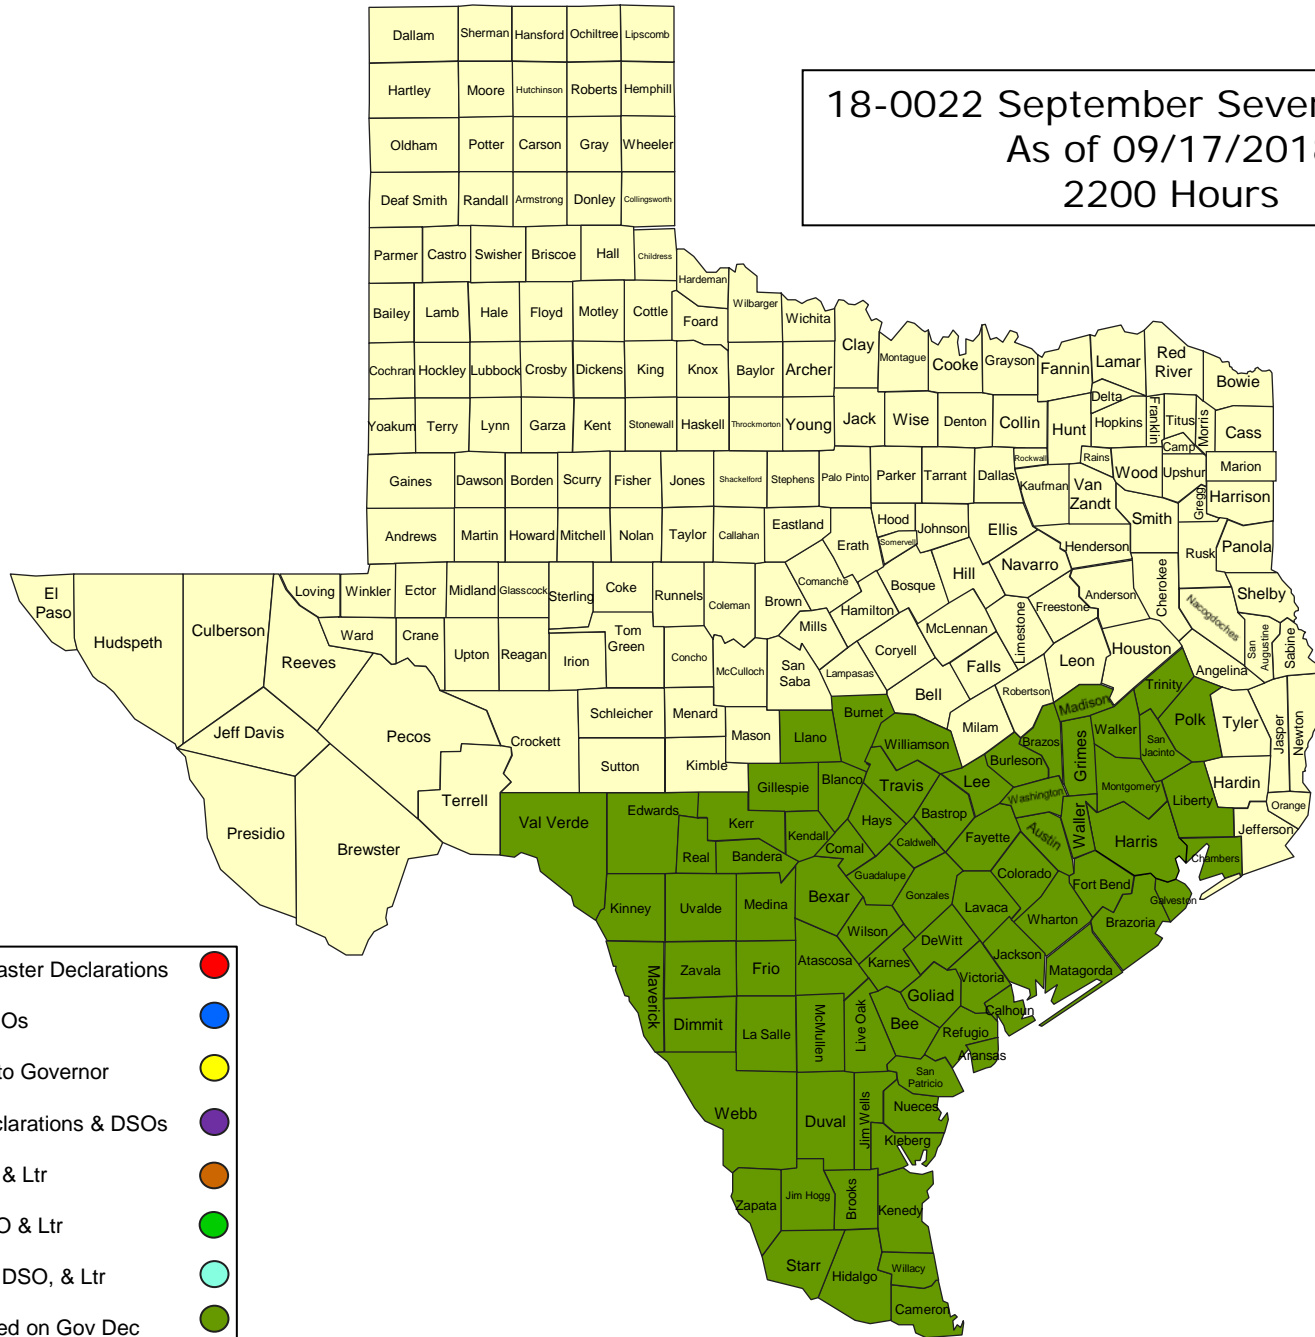 Dallam Sherman Hansford Ochiltree Lipscomb
Hartley Moore Hutchinson Roberts Hemphill
18-0022 September Sever
As of 09/17/201
2200 Hours
Oldham Potter Carson Gray Wheeler
Deaf Smith Randall Armstrong Donley Collingsworth
Parmer Castro Swisher Briscoe Hall Childress
Hardeman
Bailey Lamb Hale Floyd Motley Cottle Foard Wilbarger Wichita
Clay Montague Cooke Grayson Fannin Lamar Red
River Bowie
Cochran Hockley Lubbock Crosby Dickens King Knox Baylor Archer
Delta
Yoakum Terry Lynn Garza Kent Stonewall Haskell Throckmorton Young Jack Wise Denton Collin Hunt Hopkins Franklin Titus Morris Cass
Camp
Rockwall Rains
Gaines Dawson Borden Scurry Fisher Jones Shackelford Stephens Palo Pinto Parker Tarrant Dallas Kaufman Van
Zandt Wood Upshur Marion
Gregg Harrison
Andrews Martin Howard Mitchell Nolan Taylor Callahan Eastland Erath Hood Somervell Johnson Ellis Henderson Smith Rusk Panola
El
Paso Hudspeth Culberson Loving Winkler Ector Midland Glasscock Sterling Coke Runnels Coleman Brown Comanche Hamilton Bosque Hill Navarro Freestone Anderson Cherokee Nacogdoches Shelby
Reeves Ward Crane Upton Reagan Irion Tom
Green Concho McCulloch San
Saba Mills Lampasas Coryell McLennan Limestone Falls Leon Houston Angelina San
Augustine Sabine
Jeff Davis Pecos Crockett Schleicher Menard Mason Llano Burnet Bell Milam Robertson Madison Trinity Polk Tyler Jasper Newton
Presidio Brewster Terrell Sutton Kimble Gillespie Blanco Williamson Travis Lee Burleson Brazos Grimes Walker San
Jacinto Montgomery Liberty Hardin Orange
Jefferson
Val Verde Edwards Kerr Kendall Hays Comal Caldwell Bastrop Fayette Washington Austin Waller Harris Chambers
Real Bandera Guadalupe Gonzales Colorado Fort Bend Galveston
Kinney Uvalde Medina Bexar Wilson Lavaca Wharton Brazoria
Maverick Zavala Frio Atascosa Karnes DeWitt Jackson Matagorda
Victoria Goliad Calhoun
Dimmit La Salle McMullen Live Oak Bee Refugio Aransas
San
Patricio
Webb Duval Jim Wells Nueces
Kleberg
Zapata Jim Hogg Brooks Kenedy
Starr Hidalgo Willacy
Cameron
aster Declarations
Os
to Governor
clarations & DSOs
& Ltr
O & Ltr
DSO, & Ltr
ed on Gov Dec